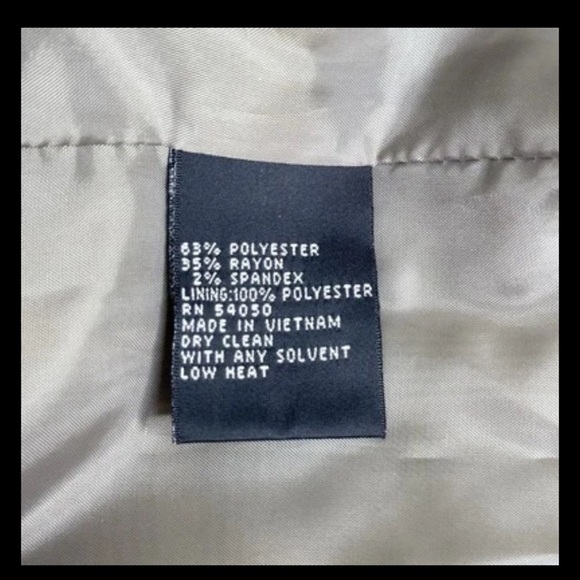 63% POLYESTER
35% RAYON
2% SPANDEX
LINING:100% POLYESTER
RN 54050
MADE IN VIETNAM
DRY CLEAN
WITH ANY SOLVENT
LOW HEAT